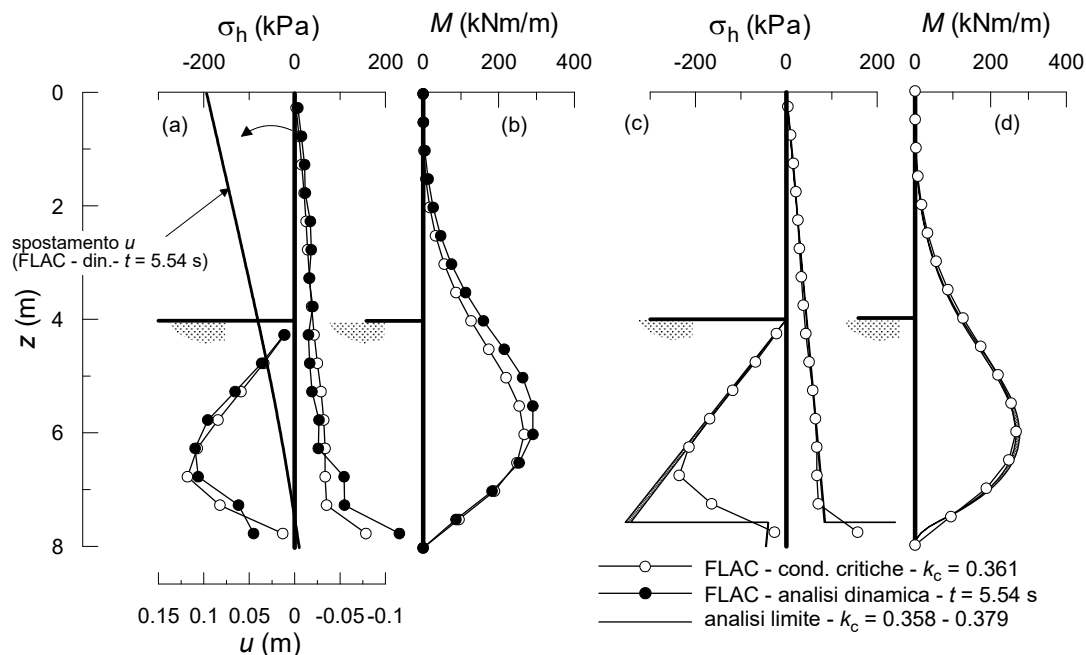 σh (kPa) M (kNm/m) σh (kPa) M (kNm/m)
-200 0 200 0 200 400 -200 0 200 0 200 400
0
(a) (b) (c) (d)
2
spostamento u
(FLAC - din.- t = 5.54 s)
z (m)
4
6
8
FLAC - cond. critiche - kc = 0.361
FLAC - analisi dinamica - t = 5.54 s
analisi limite - kc = 0.358 - 0.379
0.15 0.1 0.05 0 -0.05 -0.1
u (m)